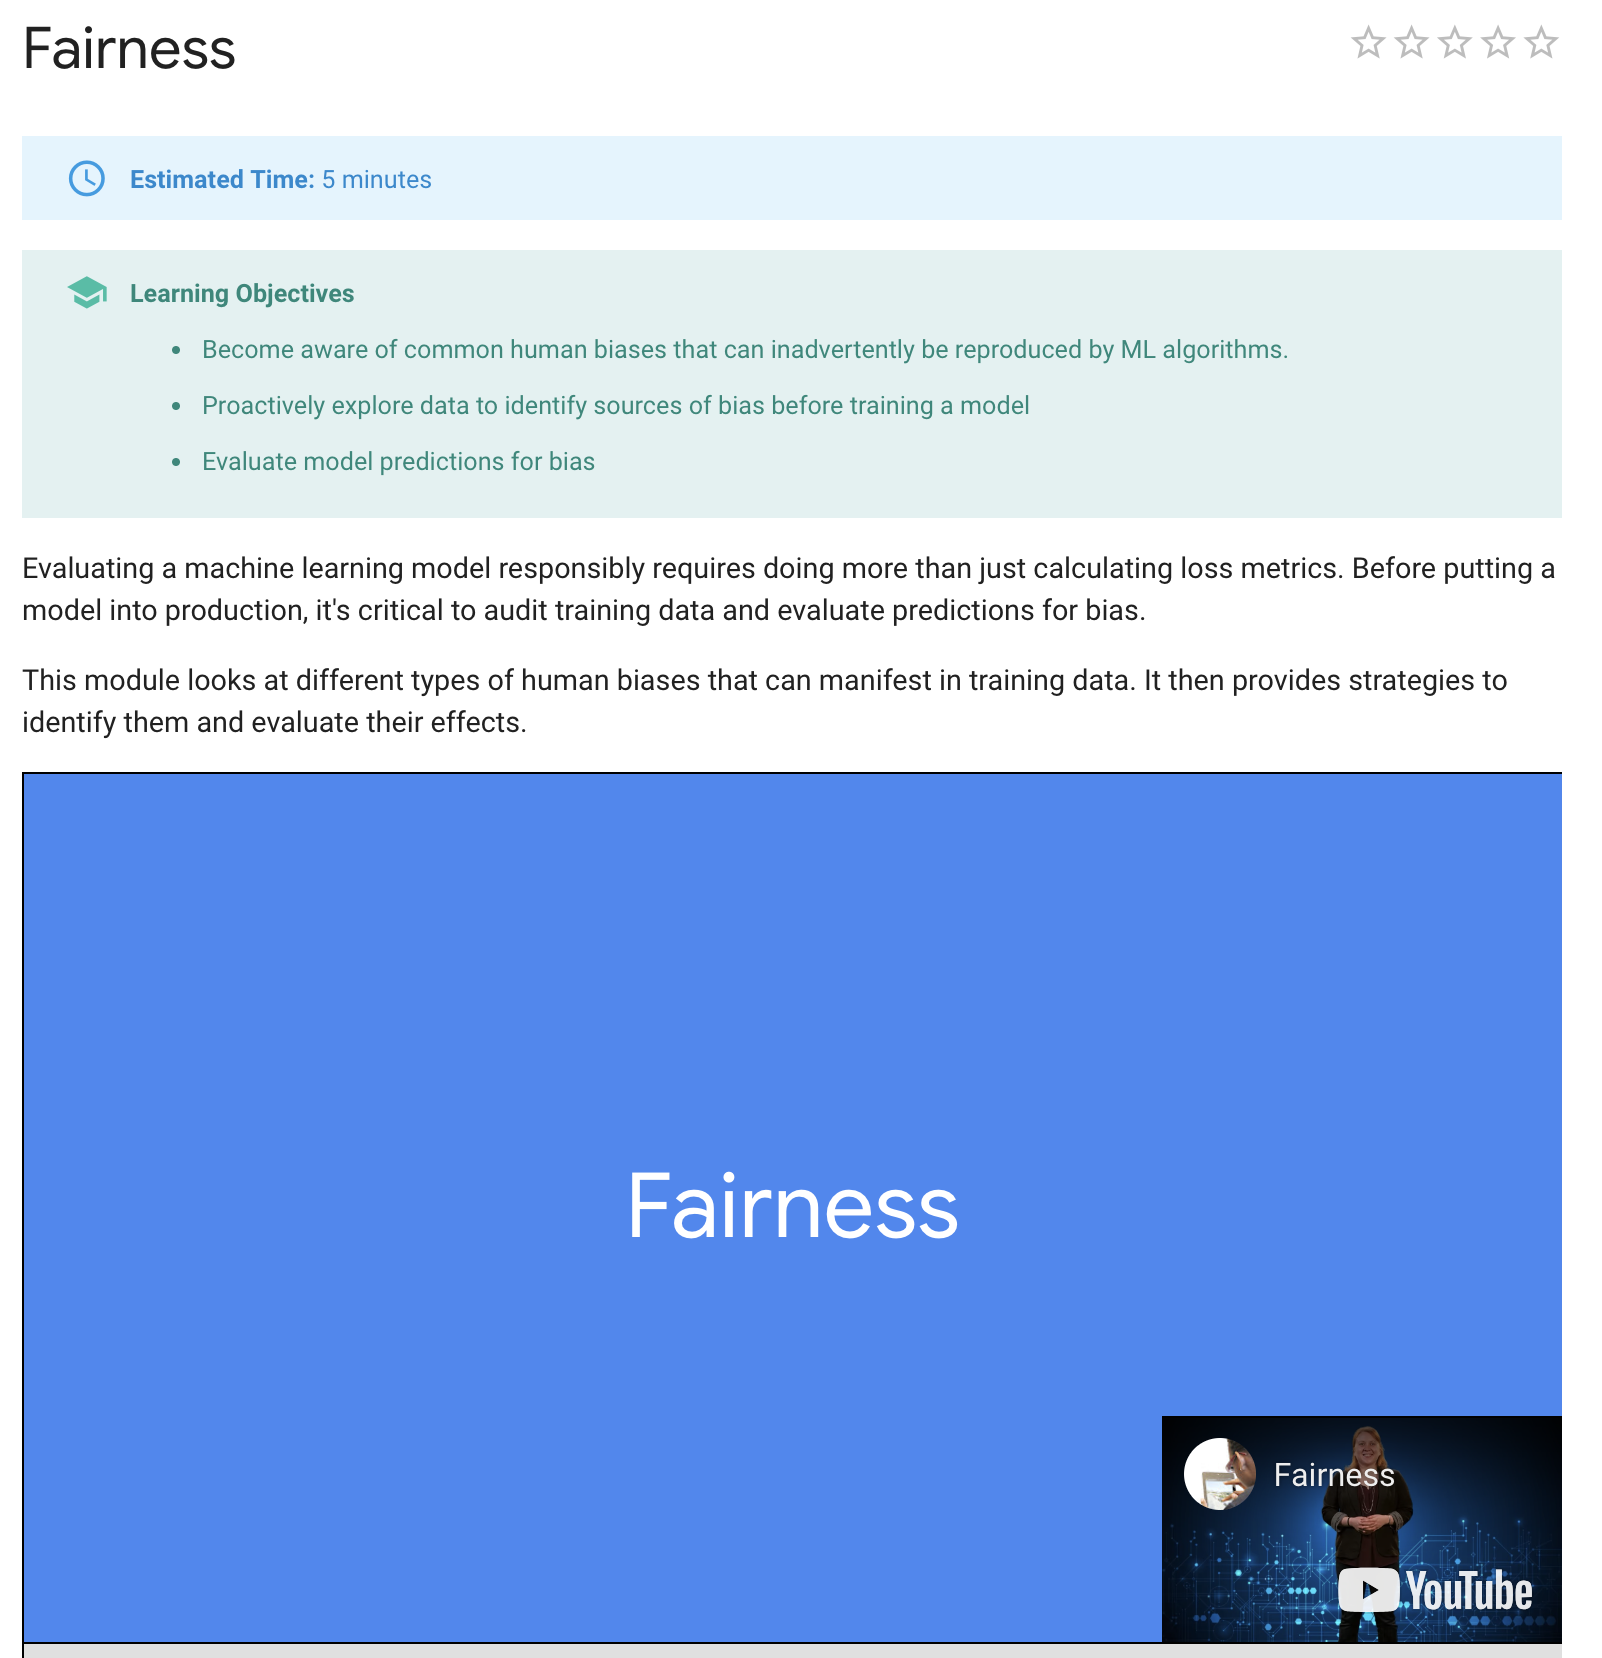 Fairness
Estimated Time: 5 minutes
Learning Objectives
• Become aware of common human biases that can inadvertently be reproduced by ML algorithms.
• Proactively explore data to identify sources of bias before training a model
• Evaluate model predictions for bias
Evaluating a machine learning model responsibly requires doing more than just calculating loss metrics. Before putting a
model into production, it's critical to audit training data and evaluate predictions for bias.
This module looks at different types of human biases that can manifest in training data. It then provides strategies to
identify them and evaluate their effects.
Fairness
Fairness
YouTube